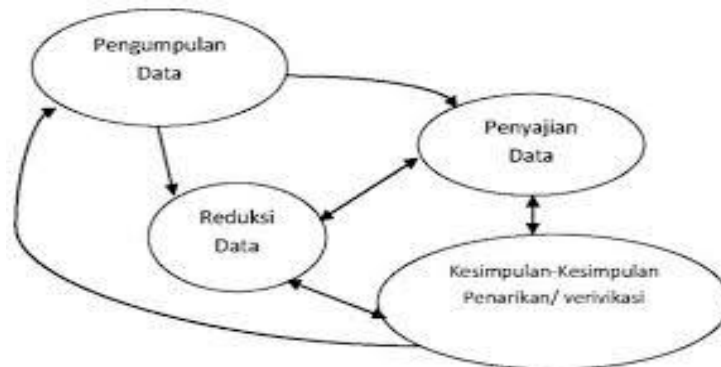 Pengumpulan
Data
Penyajian
Data
Reduksi
Data
Kesimpulan-Kesimpulan
Penarikan/ verivikasi